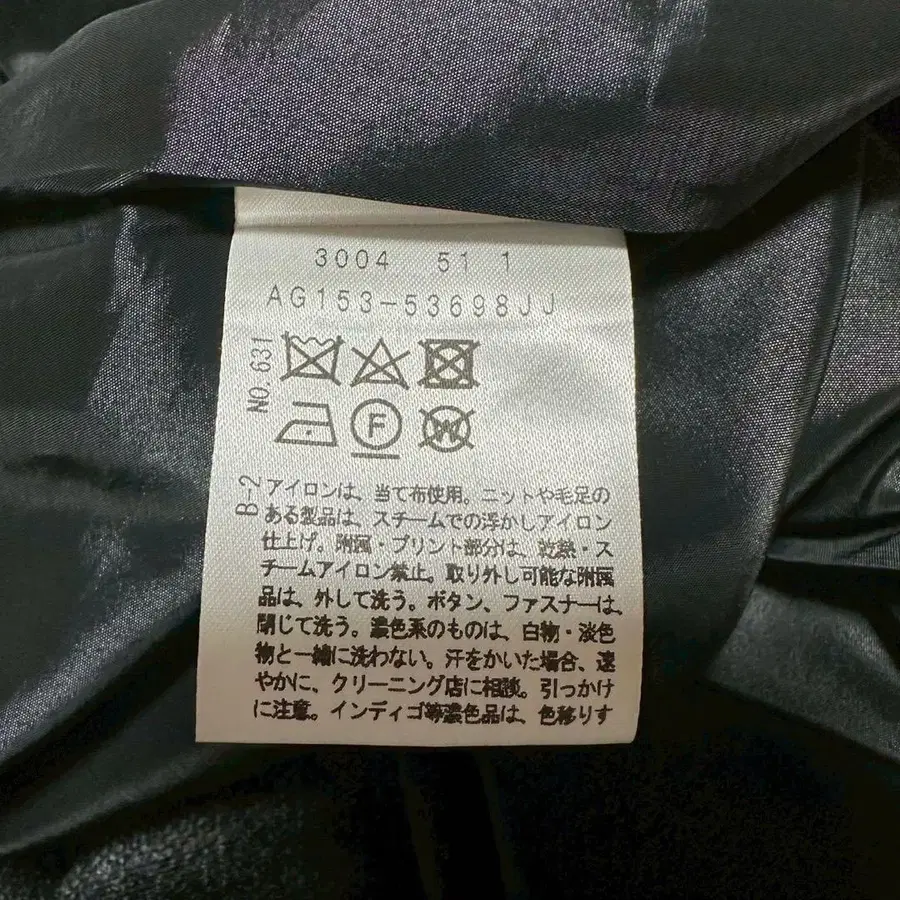 3004 51 1
AG153-53698JJ
NO. 631
F
W
B-2
アイロンは、当て布使用。ニットや毛足の
ある製品は、スチームでの浮かしアイロン
仕上げ。附属・プリント部分は、乾熱・ス
チームアイロン禁止。取り外し可能な附属
品は、外して洗う。ボタン、ファスナーは、
閉じて洗う。濃色系のものは、白物・淡色
物と一緒に洗わない。汗をかいた場合、速
やかに、クリーニング店に相談。引っかけ
に注意。インディゴ等濃色品は、色移りす